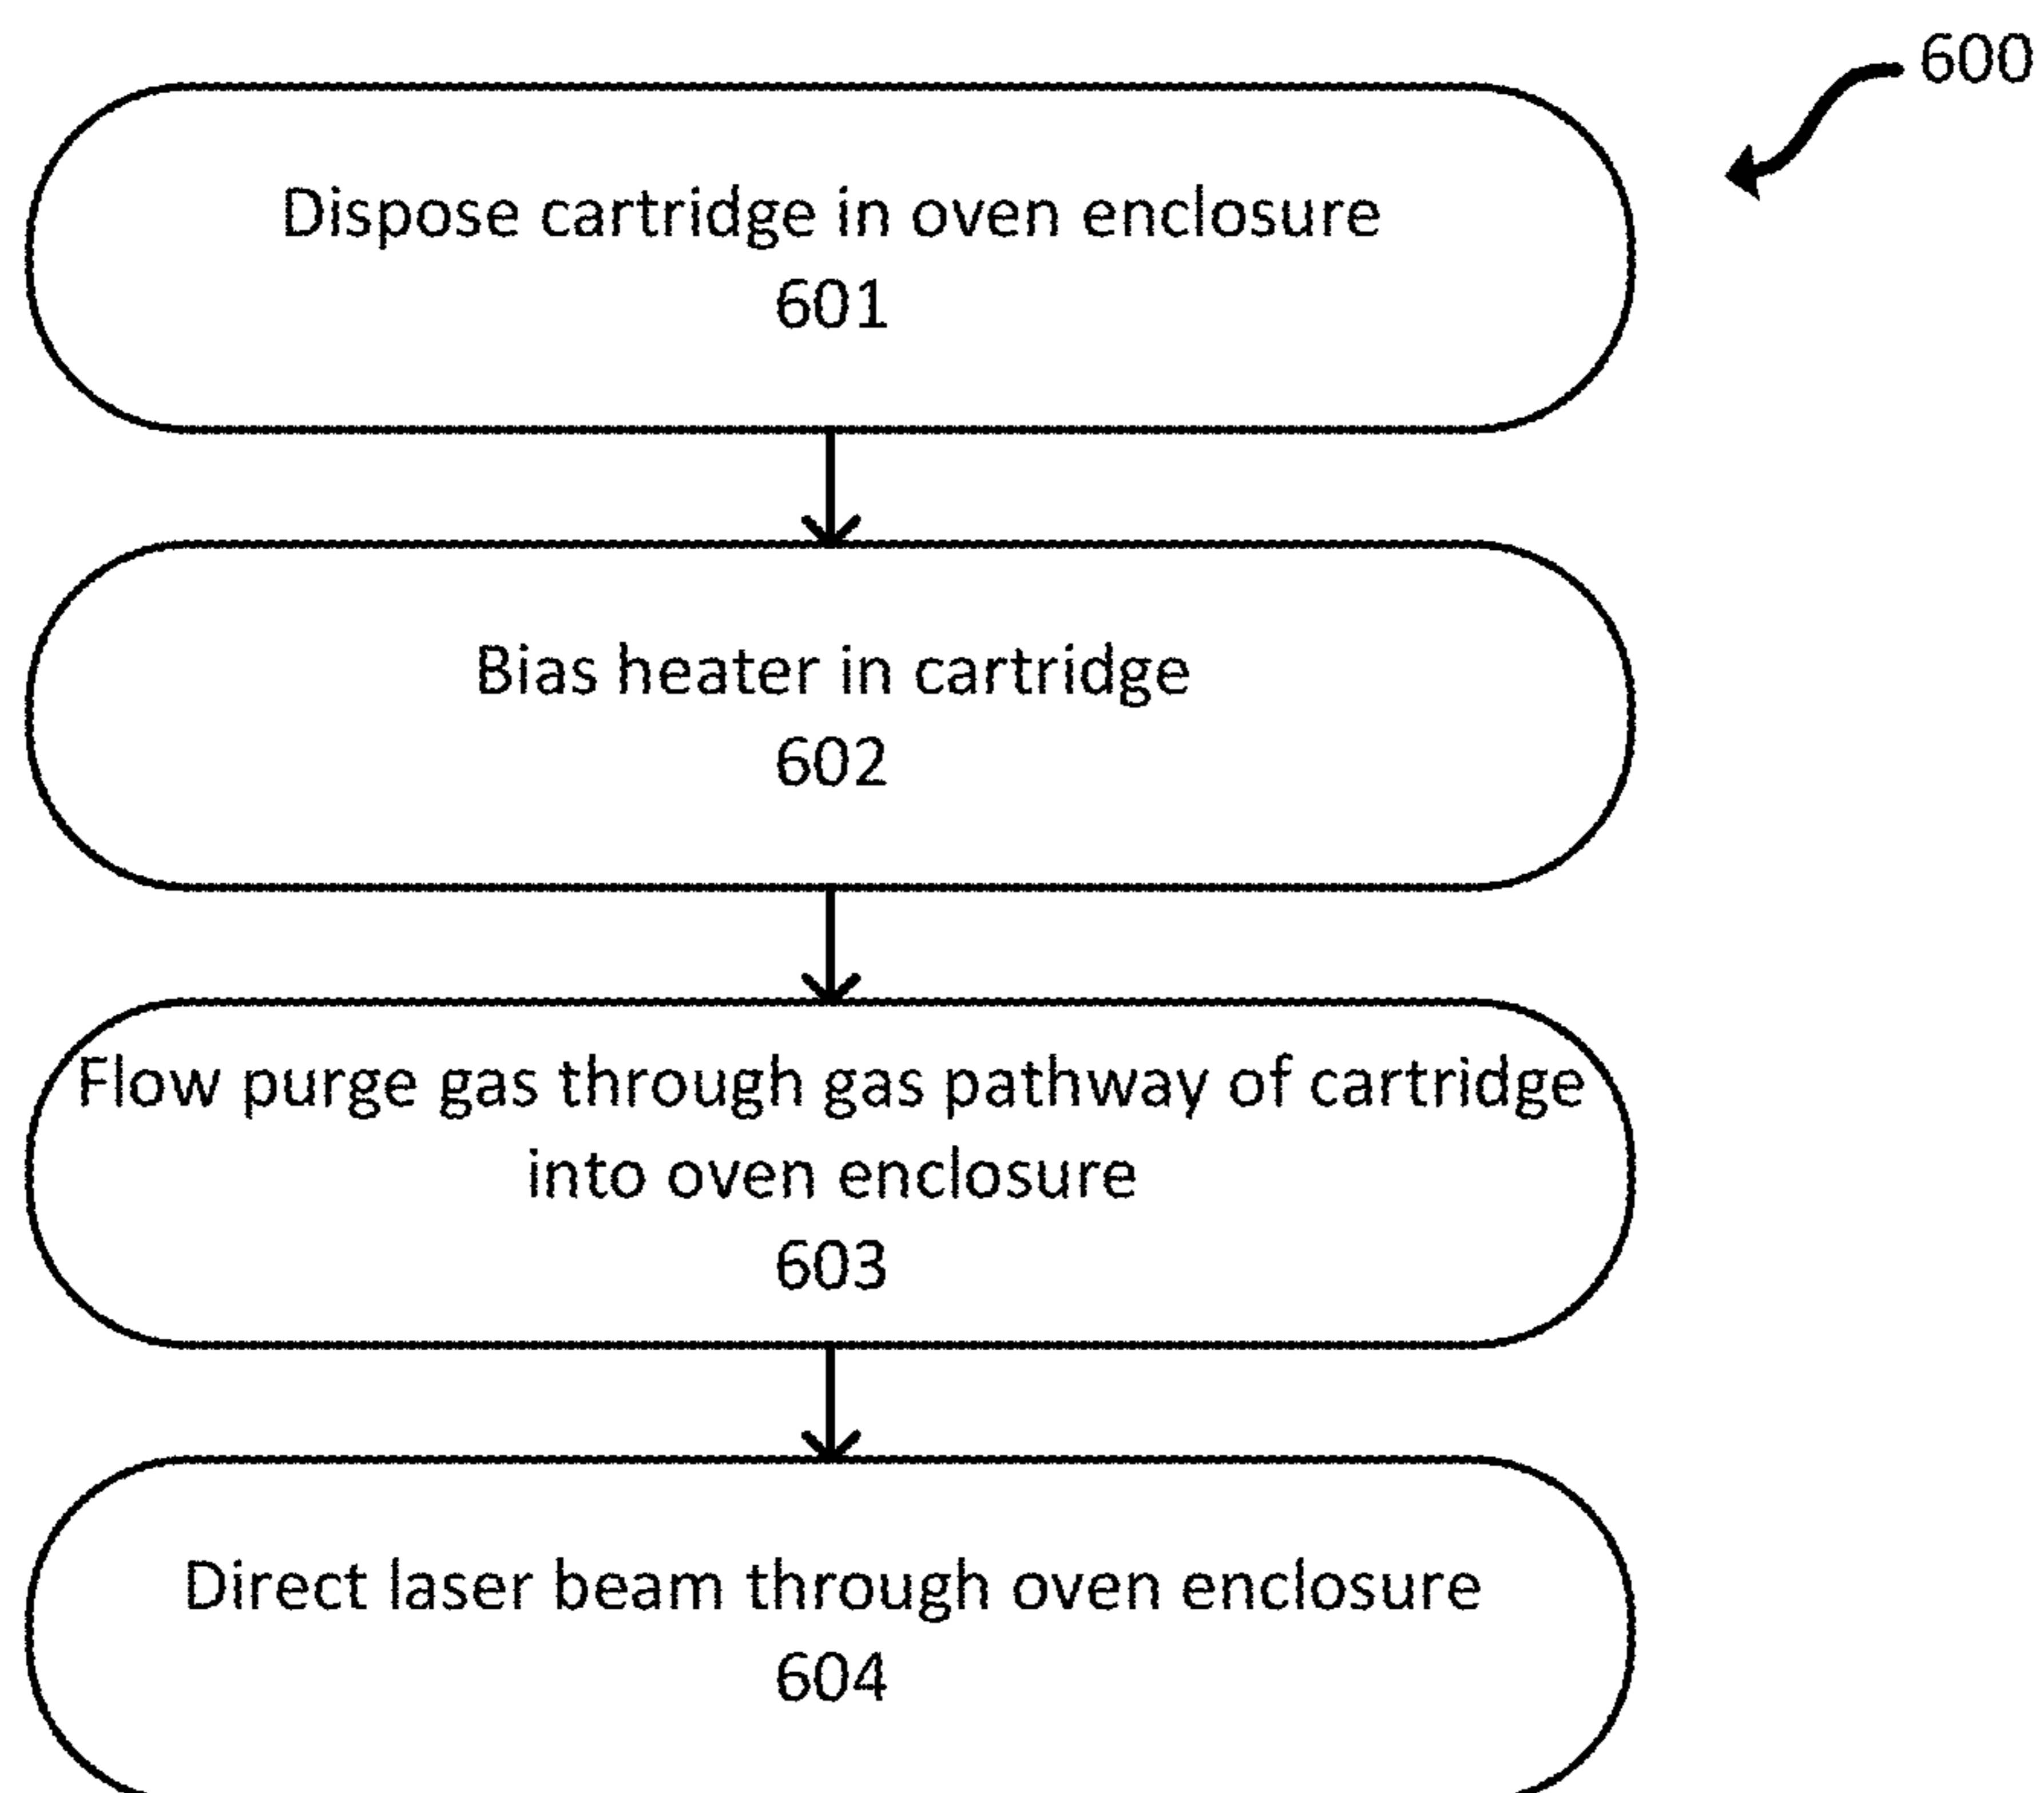 600
Dispose cartridge in oven enclosure
601
Bias heater in cartridge
602
Flow purge gas through gas pathway of cartridge
into oven enclosure
603
Direct laser beam through oven enclosure
604